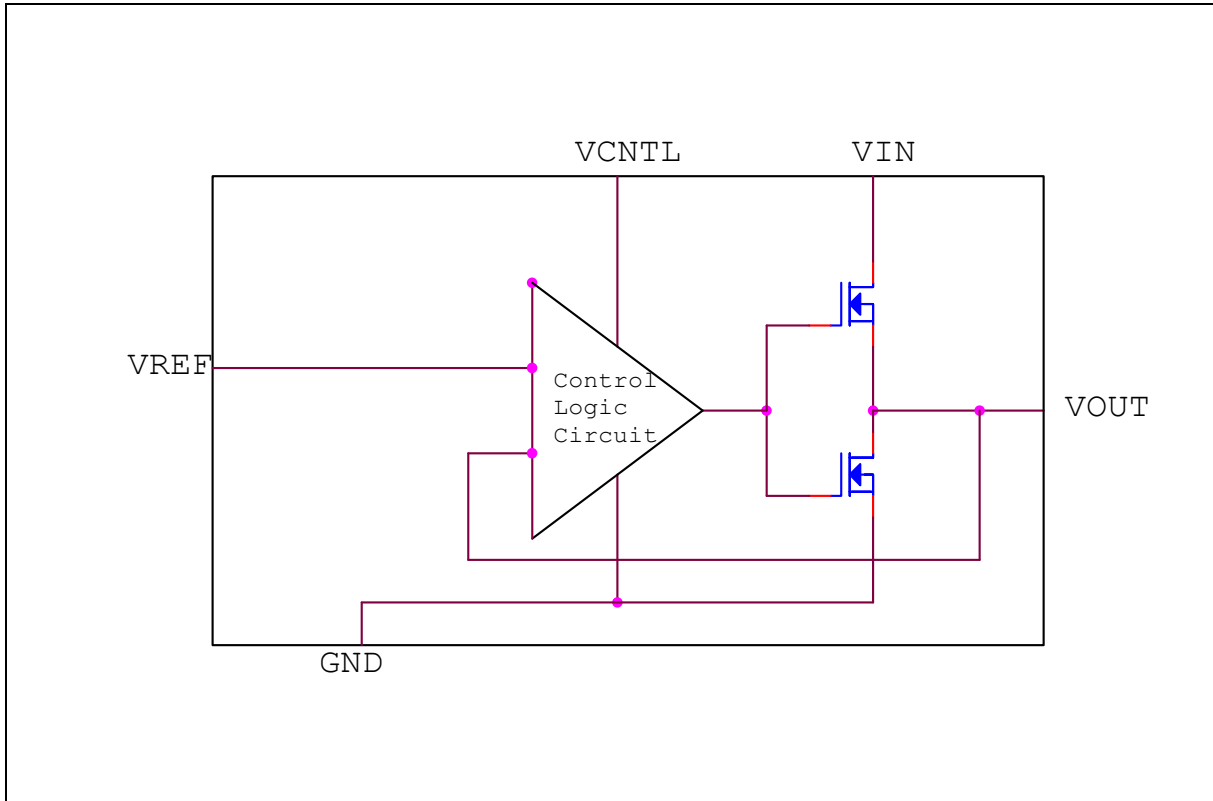 VCNTL
VIN
VREF
Control
Logic
Circuit
VOUT
GND